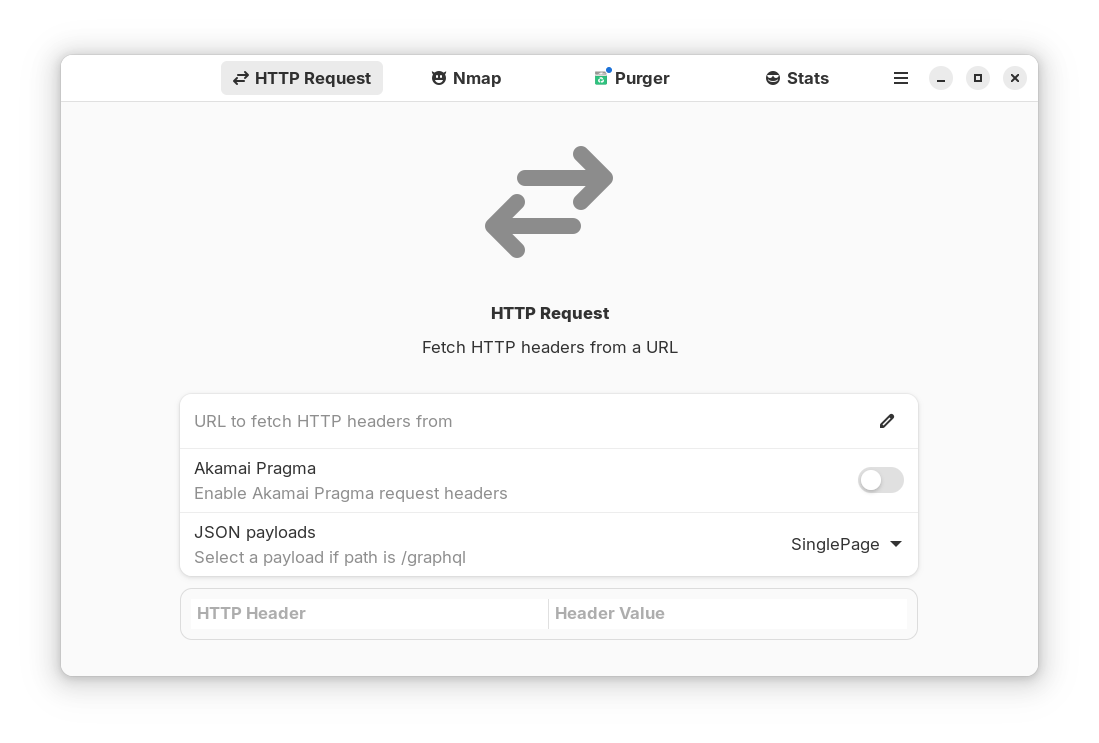 HTTP Request
Nmap
Purger
Stats
HTTP Request
Fetch HTTP headers from a URL
URL to fetch HTTP headers from
Akamai Pragma
Enable Akamai Pragma request headers
JSON payloads
Select a payload if path is /graphql
SinglePage
HTTP Header
Header Value